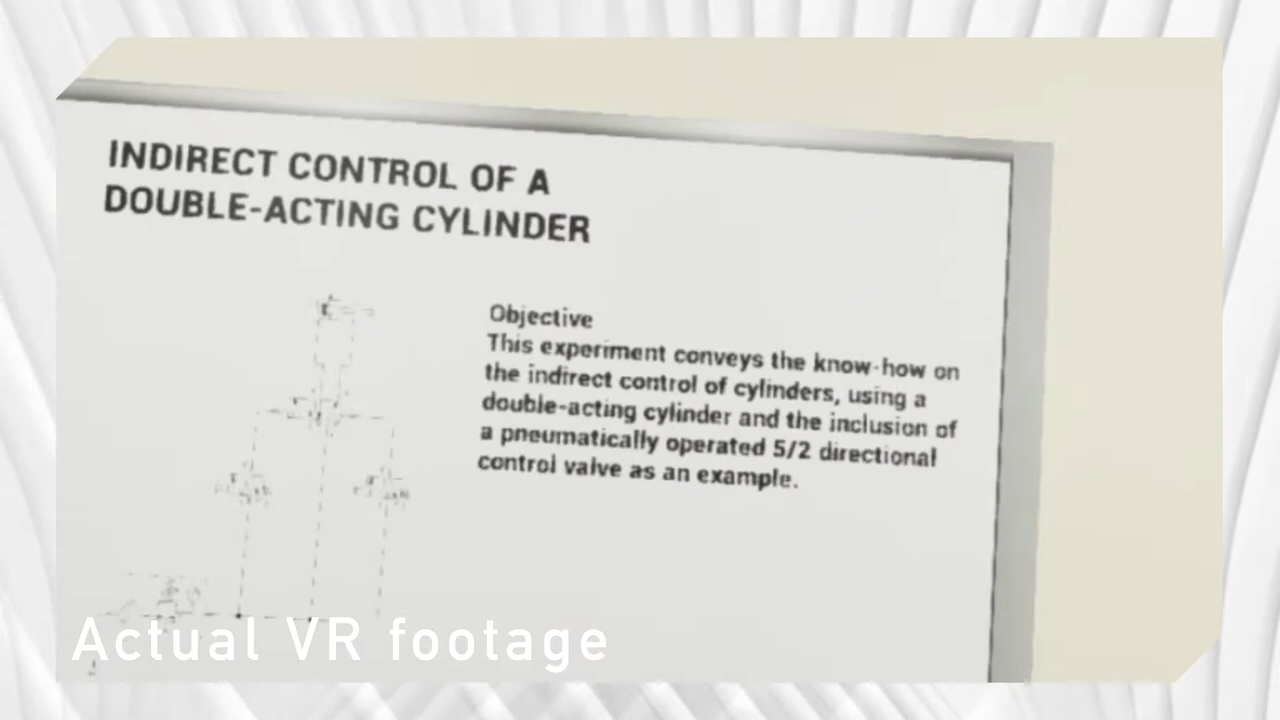 INDIRECT CONTROL OF A
DOUBLE-ACTING CYLINDER
Objective
This experiment conveys the know-how on
the indirect control of cylinders, using a
double-acting cylinder and the inclusion of
a pneumatically operated 5/2 directional
control valve as an example.
Actual VR footage